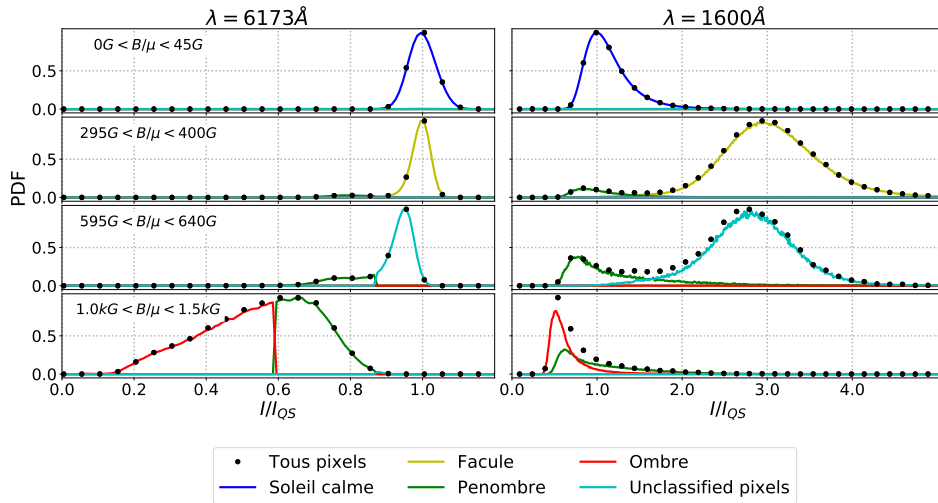 λ = 6173Å λ = 1600Å
0G < B/μ < 45G
0.5
0.0
295G < B/μ < 400G
0.5
0.0
595G < B/μ < 640G
0.5
0.0
1.0kG < B/μ < 1.5kG
0.5
0.0
PDF
0.0 0.2 0.4 0.6 0.8 1.0 0.0 1.0 2.0 3.0 4.0
I/I_QS I/I_QS
Tous pixels Facule Ombre
Soleil calme Penombre Unclassified pixels